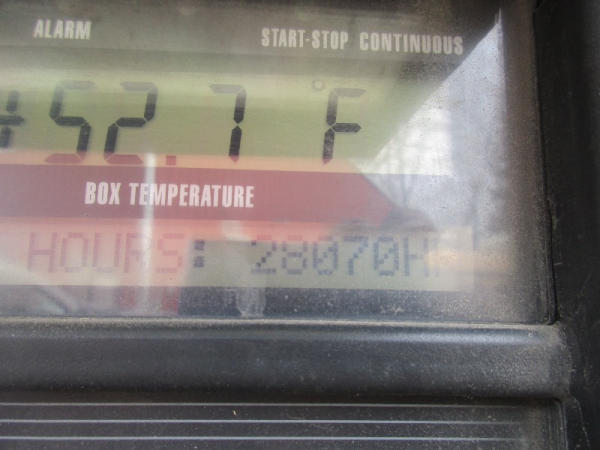 ALARM START-STOP CONTINUOUS
+52.7 °F
BOX TEMPERATURE
HOURS: 28070H